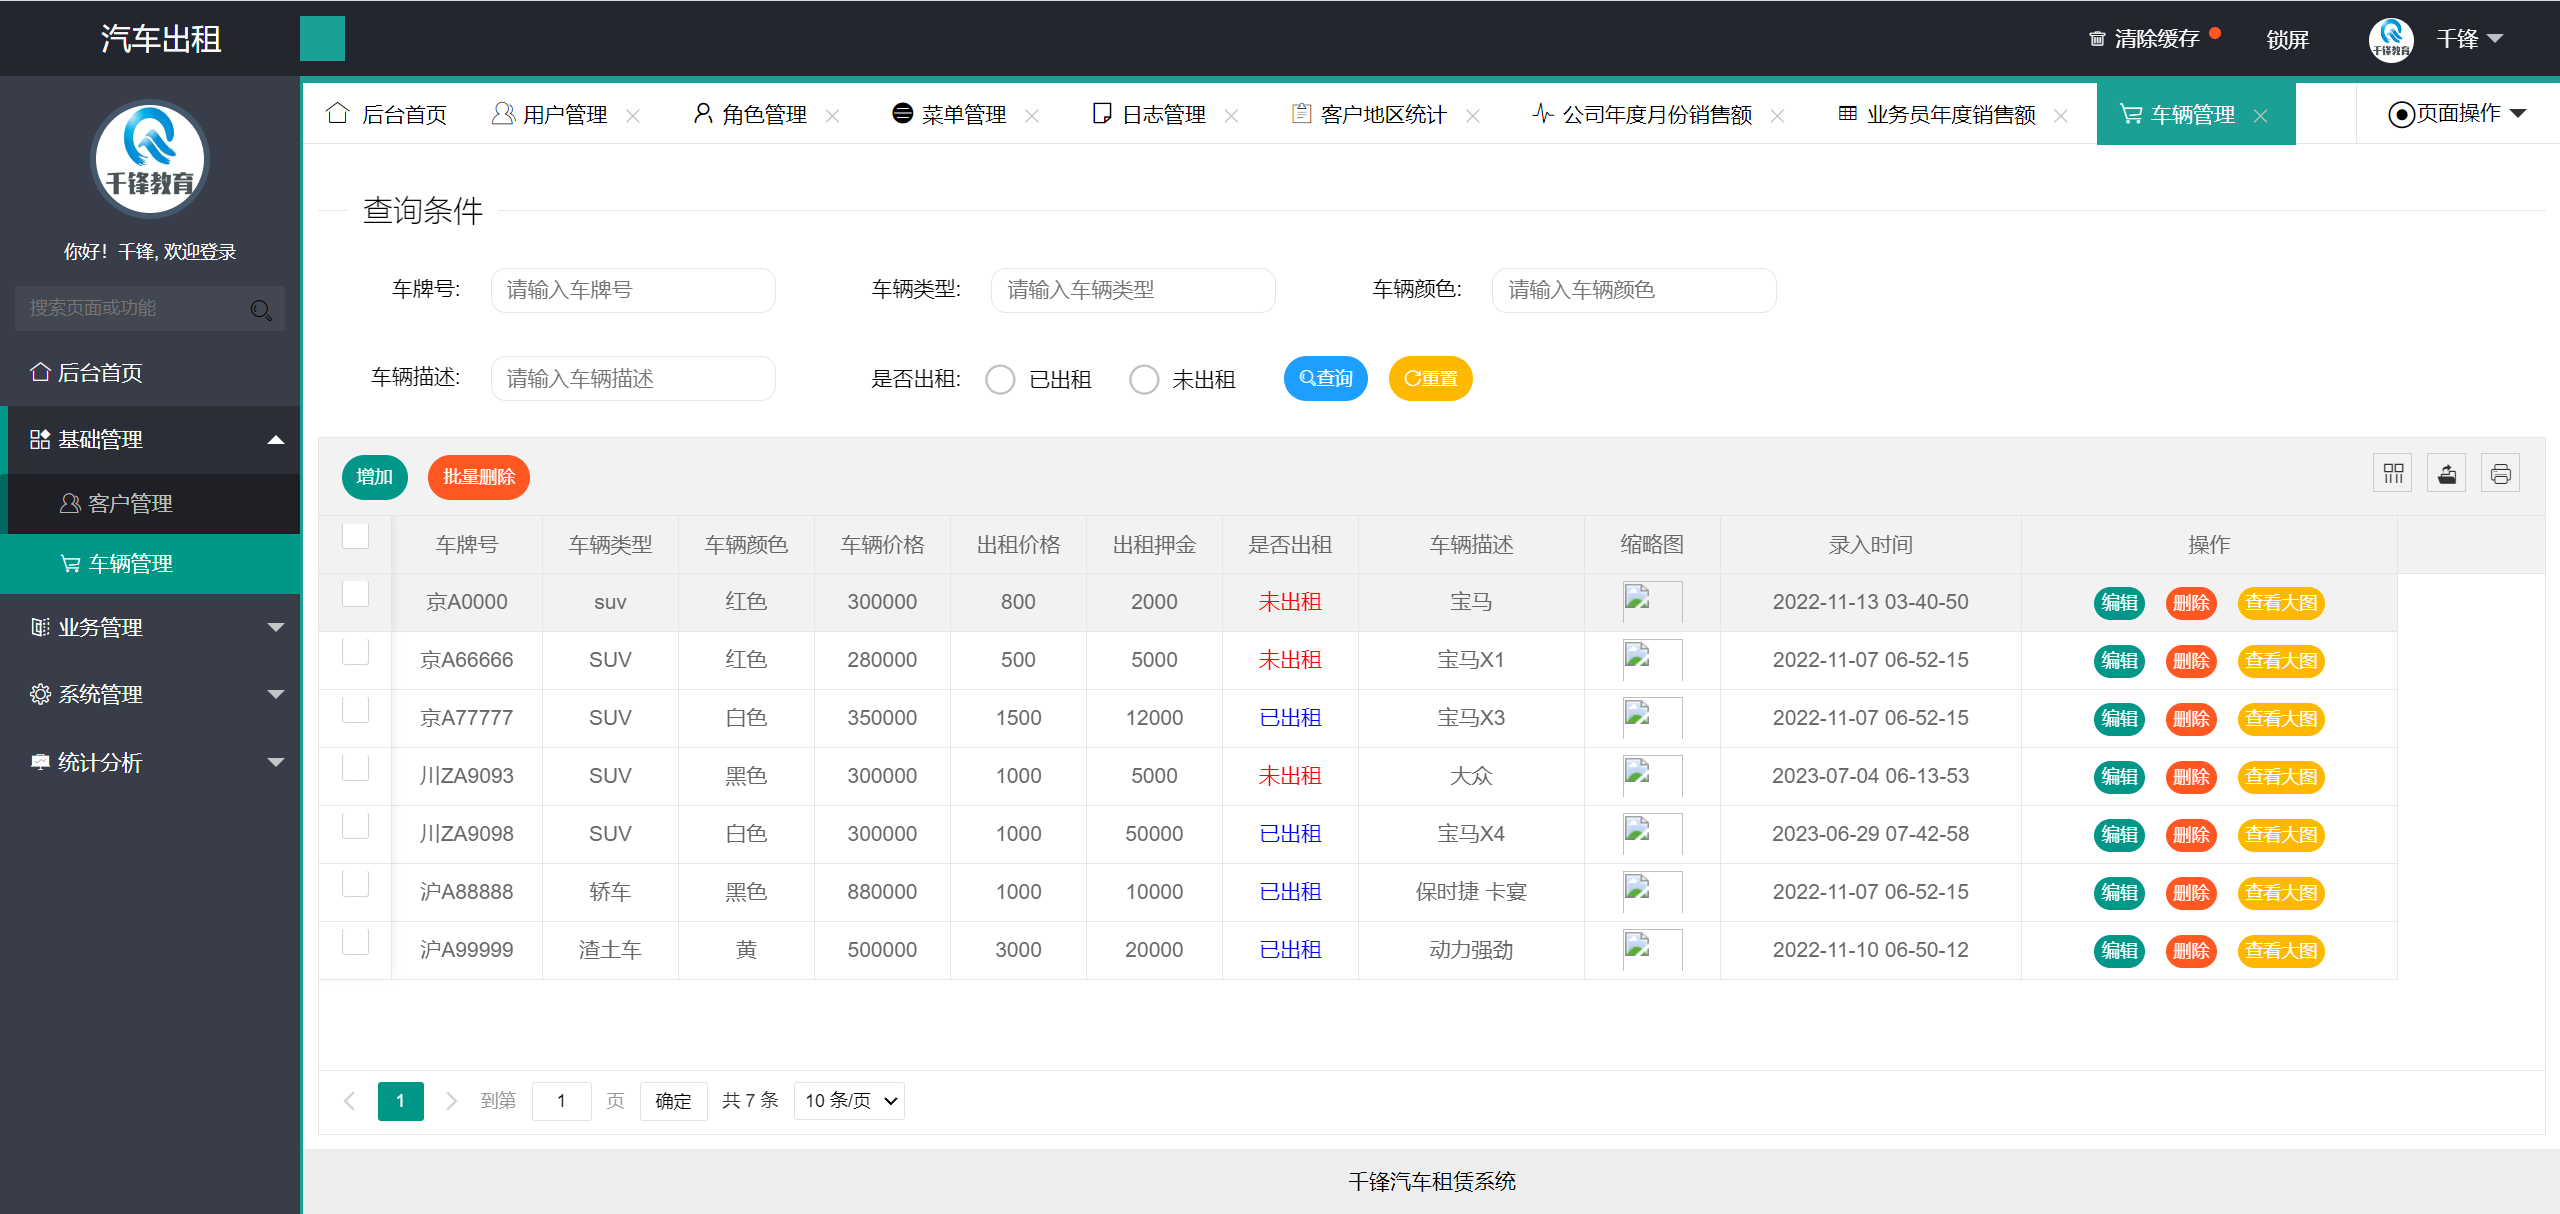 汽车出租
清除缓存 锁屏 千锋教育 千锋
千锋教育
你好！千锋, 欢迎登录
搜索页面或功能
后台首页
基础管理
客户管理
车辆管理
业务管理
系统管理
统计分析
后台首页 用户管理 角色管理 菜单管理 日志管理 客户地区统计 公司年度月份销售额 业务员年度销售额 车辆管理 页面操作
查询条件
车牌号: 请输入车牌号 车辆类型: 请输入车辆类型 车辆颜色: 请输入车辆颜色
车辆描述: 请输入车辆描述 是否出租: 已出租 未出租 查询 重置
增加 批量删除
车牌号 车辆类型 车辆颜色 车辆价格 出租价格 出租押金 是否出租 车辆描述 缩略图 录入时间 操作
京A0000 suv 红色 300000 800 2000 未出租 宝马 2022-11-13 03-40-50 编辑 删除 查看大图
京A66666 SUV 红色 280000 500 5000 未出租 宝马X1 2022-11-07 06-52-15 编辑 删除 查看大图
京A77777 SUV 白色 350000 1500 12000 已出租 宝马X3 2022-11-07 06-52-15 编辑 删除 查看大图
川ZA9093 SUV 黑色 300000 1000 5000 未出租 大众 2023-07-04 06-13-53 编辑 删除 查看大图
川ZA9098 SUV 白色 300000 1000 50000 已出租 宝马X4 2023-06-29 07-42-58 编辑 删除 查看大图
沪A88888 轿车 黑色 880000 1000 10000 已出租 保时捷 卡宴 2022-11-07 06-52-15 编辑 删除 查看大图
沪A99999 渣土车 黄 500000 3000 20000 已出租 动力强劲 2022-11-10 06-50-12 编辑 删除 查看大图
1 到第 1 页 确定 共 7 条 10 条/页
千锋汽车租赁系统